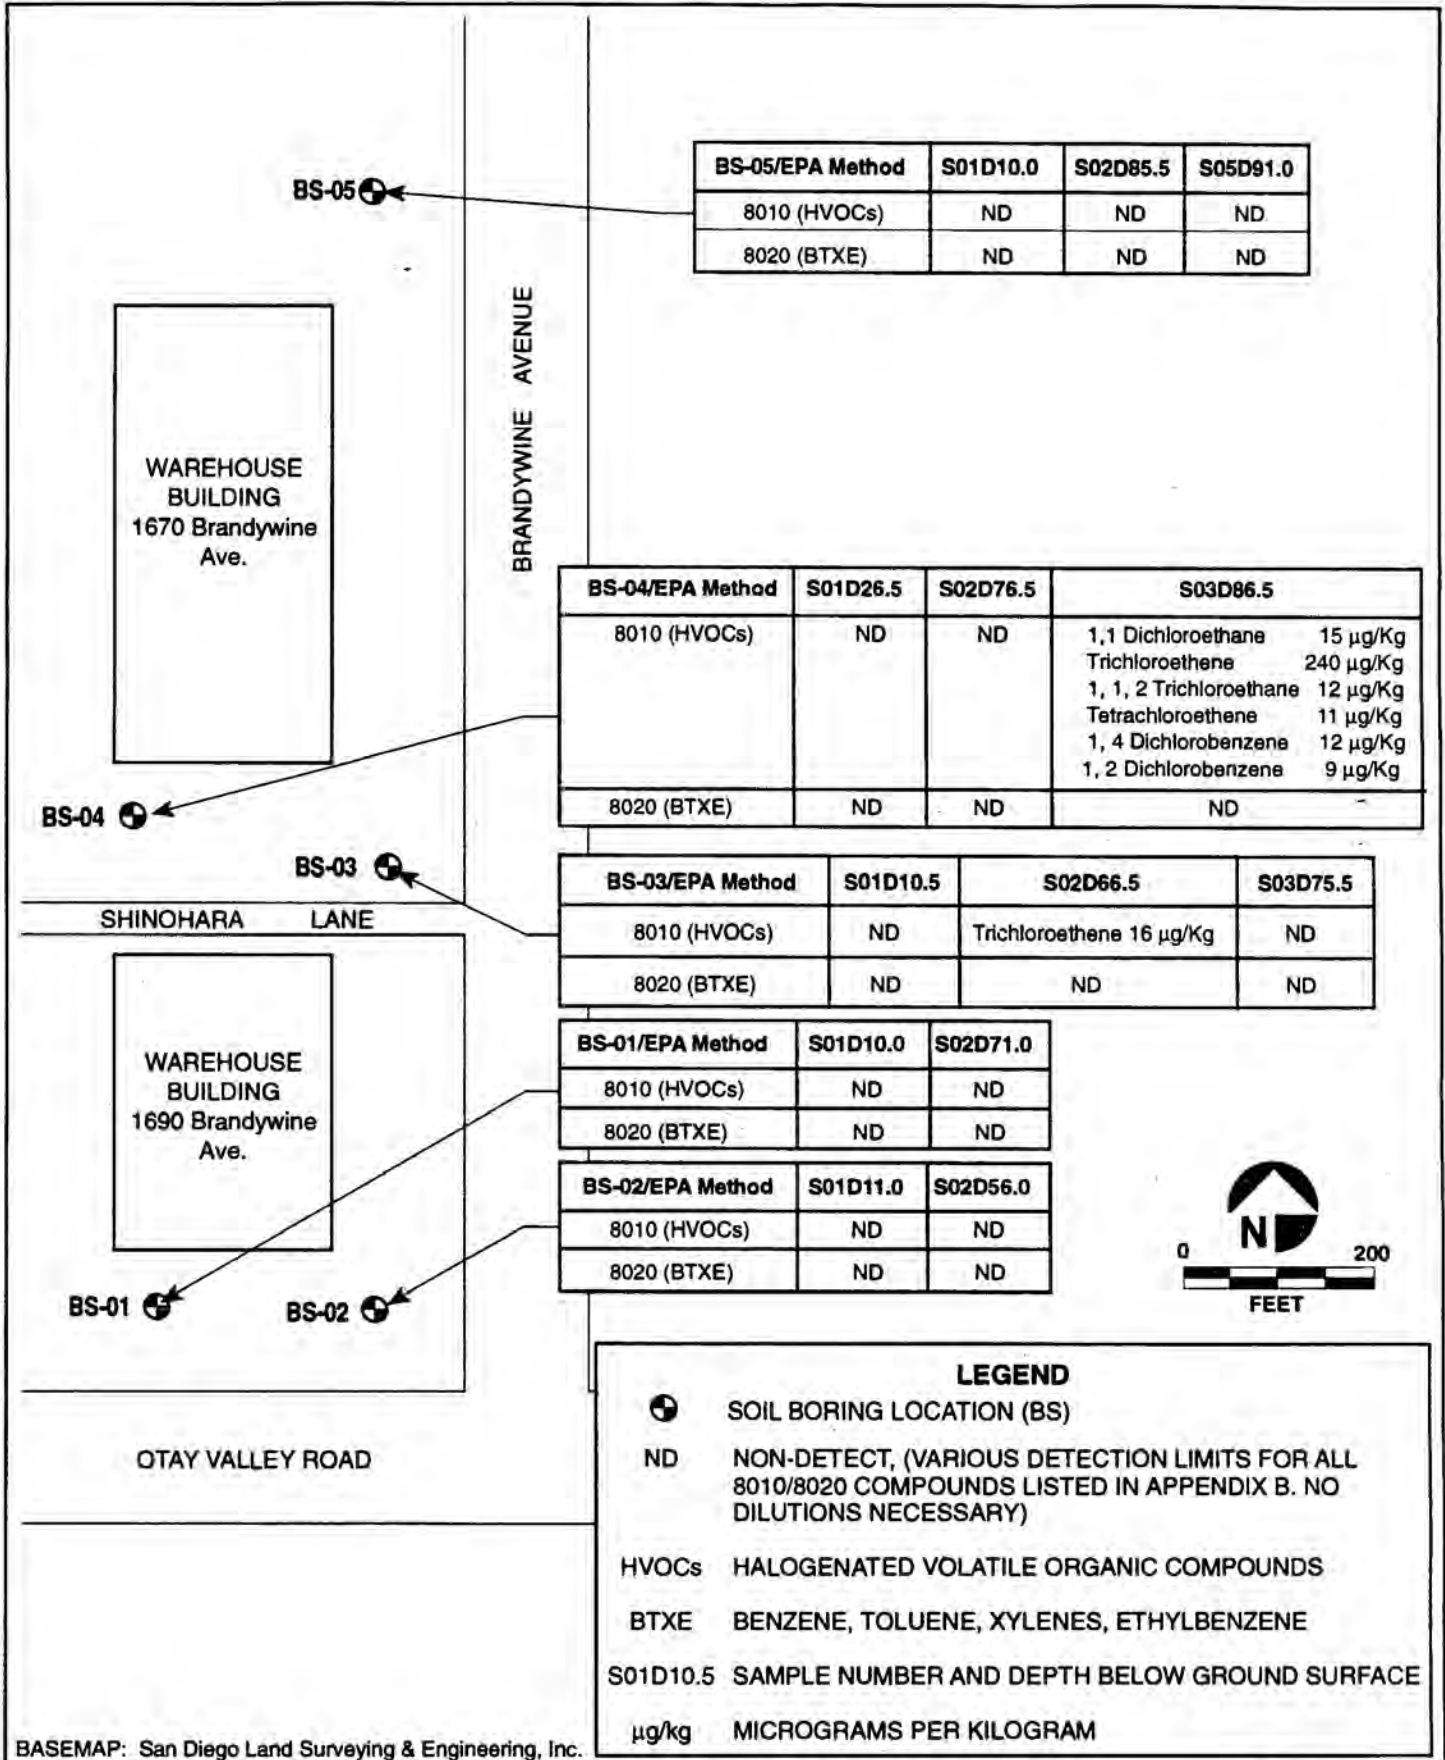 BS-05/EPA Method S01D10.0 S02D85.5 S05D91.0
BS-05
8010 (HVOCs) ND ND ND
8020 (BTXE) ND ND ND
BRANDYWINE AVENUE
WAREHOUSE
BUILDING
1670 Brandywine
Ave.
BS-04/EPA Method S01D26.5 S02D76.5 S03D86.5
8010 (HVOCs) ND ND 1,1 Dichloroethane 15 µg/Kg
Trichloroethene 240 µg/Kg
1, 1, 2 Trichloroethane 12 µg/Kg
Tetrachloroethene 11 µg/Kg
1, 4 Dichlorobenzene 12 µg/Kg
1, 2 Dichlorobenzene 9 µg/Kg
8020 (BTXE) ND ND ND
BS-04
BS-03
BS-03/EPA Method S01D10.5 S02D66.5 S03D75.5
8010 (HVOCs) ND Trichloroethene 16 µg/Kg ND
8020 (BTXE) ND ND ND
SHINOHARA LANE
WAREHOUSE
BUILDING
1690 Brandywine
Ave.
BS-01/EPA Method S01D10.0 S02D71.0
8010 (HVOCs) ND ND
8020 (BTXE) ND ND
BS-02/EPA Method S01D11.0 S02D56.0
8010 (HVOCs) ND ND
8020 (BTXE) ND ND
BS-01
BS-02
N
0 200
FEET
OTAY VALLEY ROAD
LEGEND
SOIL BORING LOCATION (BS)
ND NON-DETECT, (VARIOUS DETECTION LIMITS FOR ALL
8010/8020 COMPOUNDS LISTED IN APPENDIX B. NO
DILUTIONS NECESSARY)
HVOCs HALOGENATED VOLATILE ORGANIC COMPOUNDS
BTXE BENZENE, TOLUENE, XYLENES, ETHYLBENZENE
S01D10.5 SAMPLE NUMBER AND DEPTH BELOW GROUND SURFACE
µg/kg MICROGRAMS PER KILOGRAM
BASEMAP: San Diego Land Surveying & Engineering, Inc.